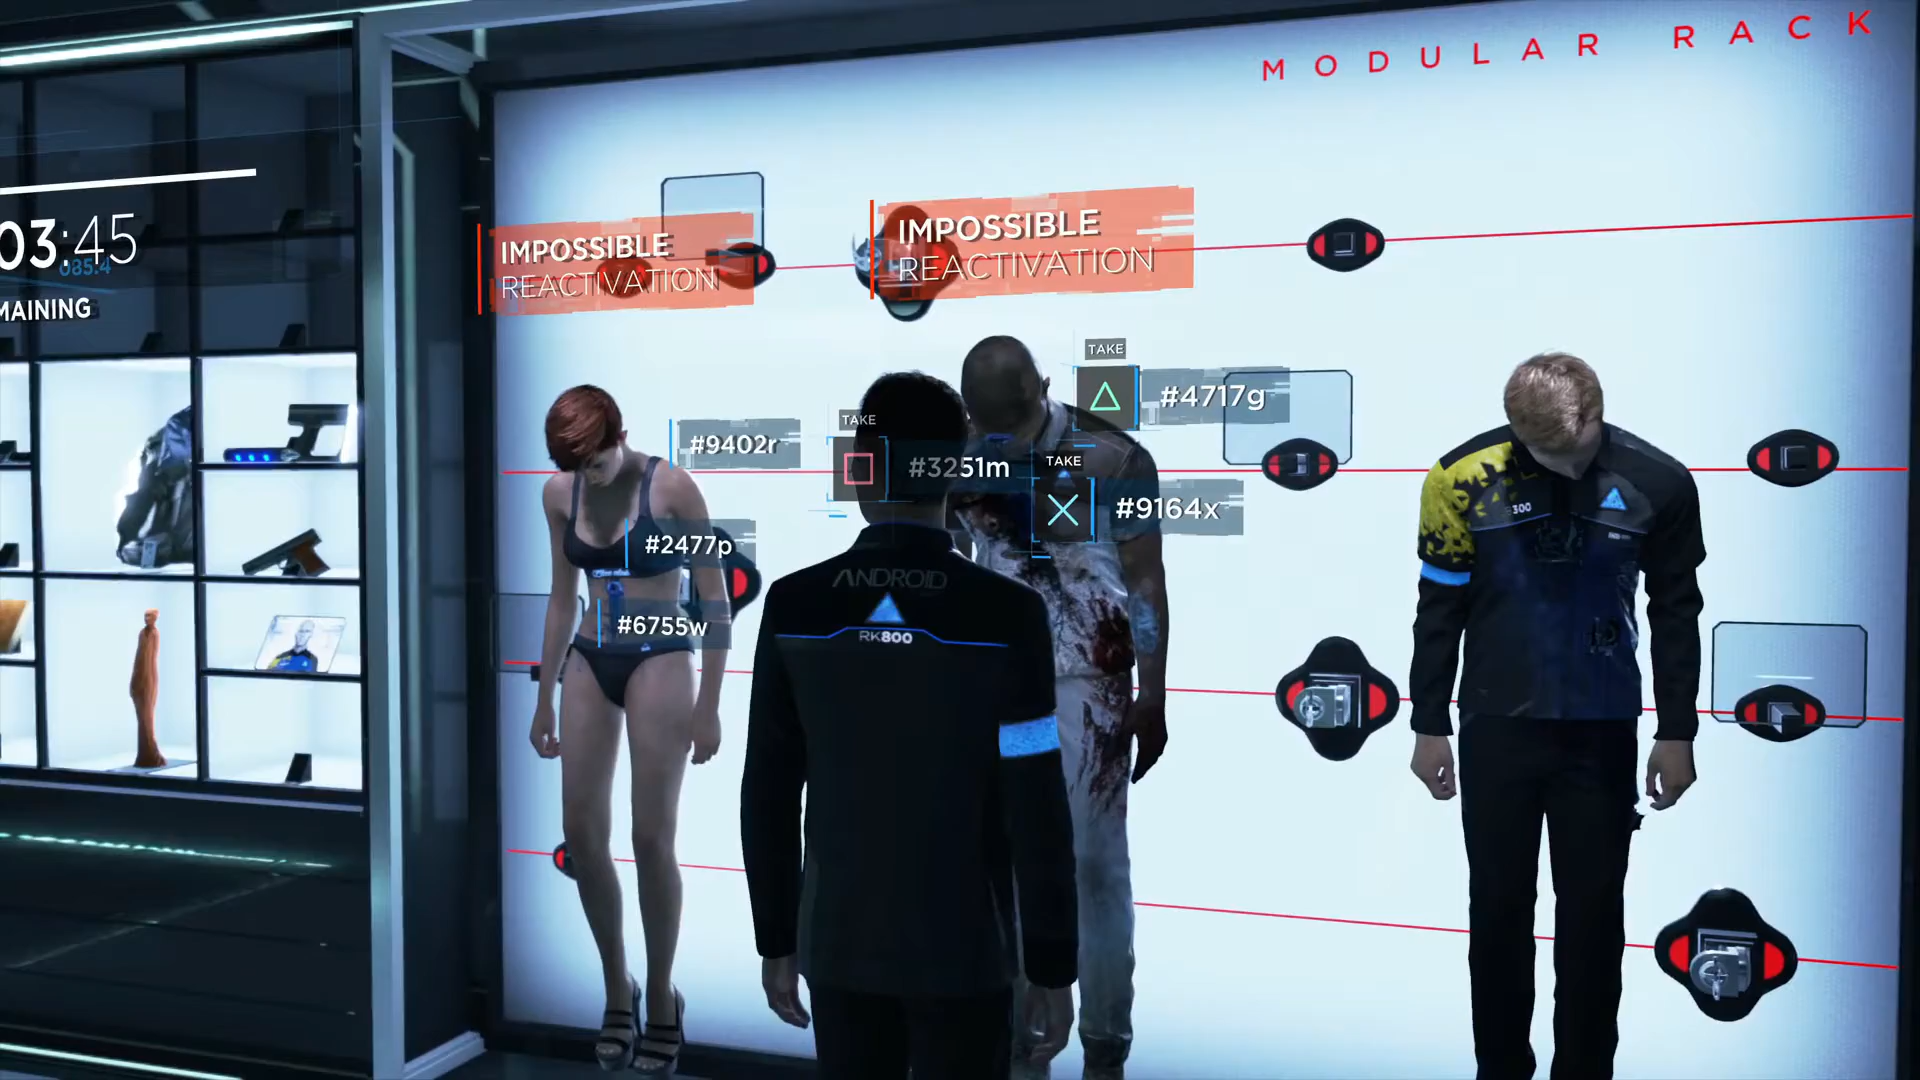 MODULAR RACK
03:45
085:4
MAINING
IMPOSSIBLE
REACTIVATION
IMPOSSIBLE
REACTIVATION
TAKE
#4717g
TAKE
#9402r
#3251m
TAKE
#9164x
#2477p
#6755w
300
ANDROID
RK800